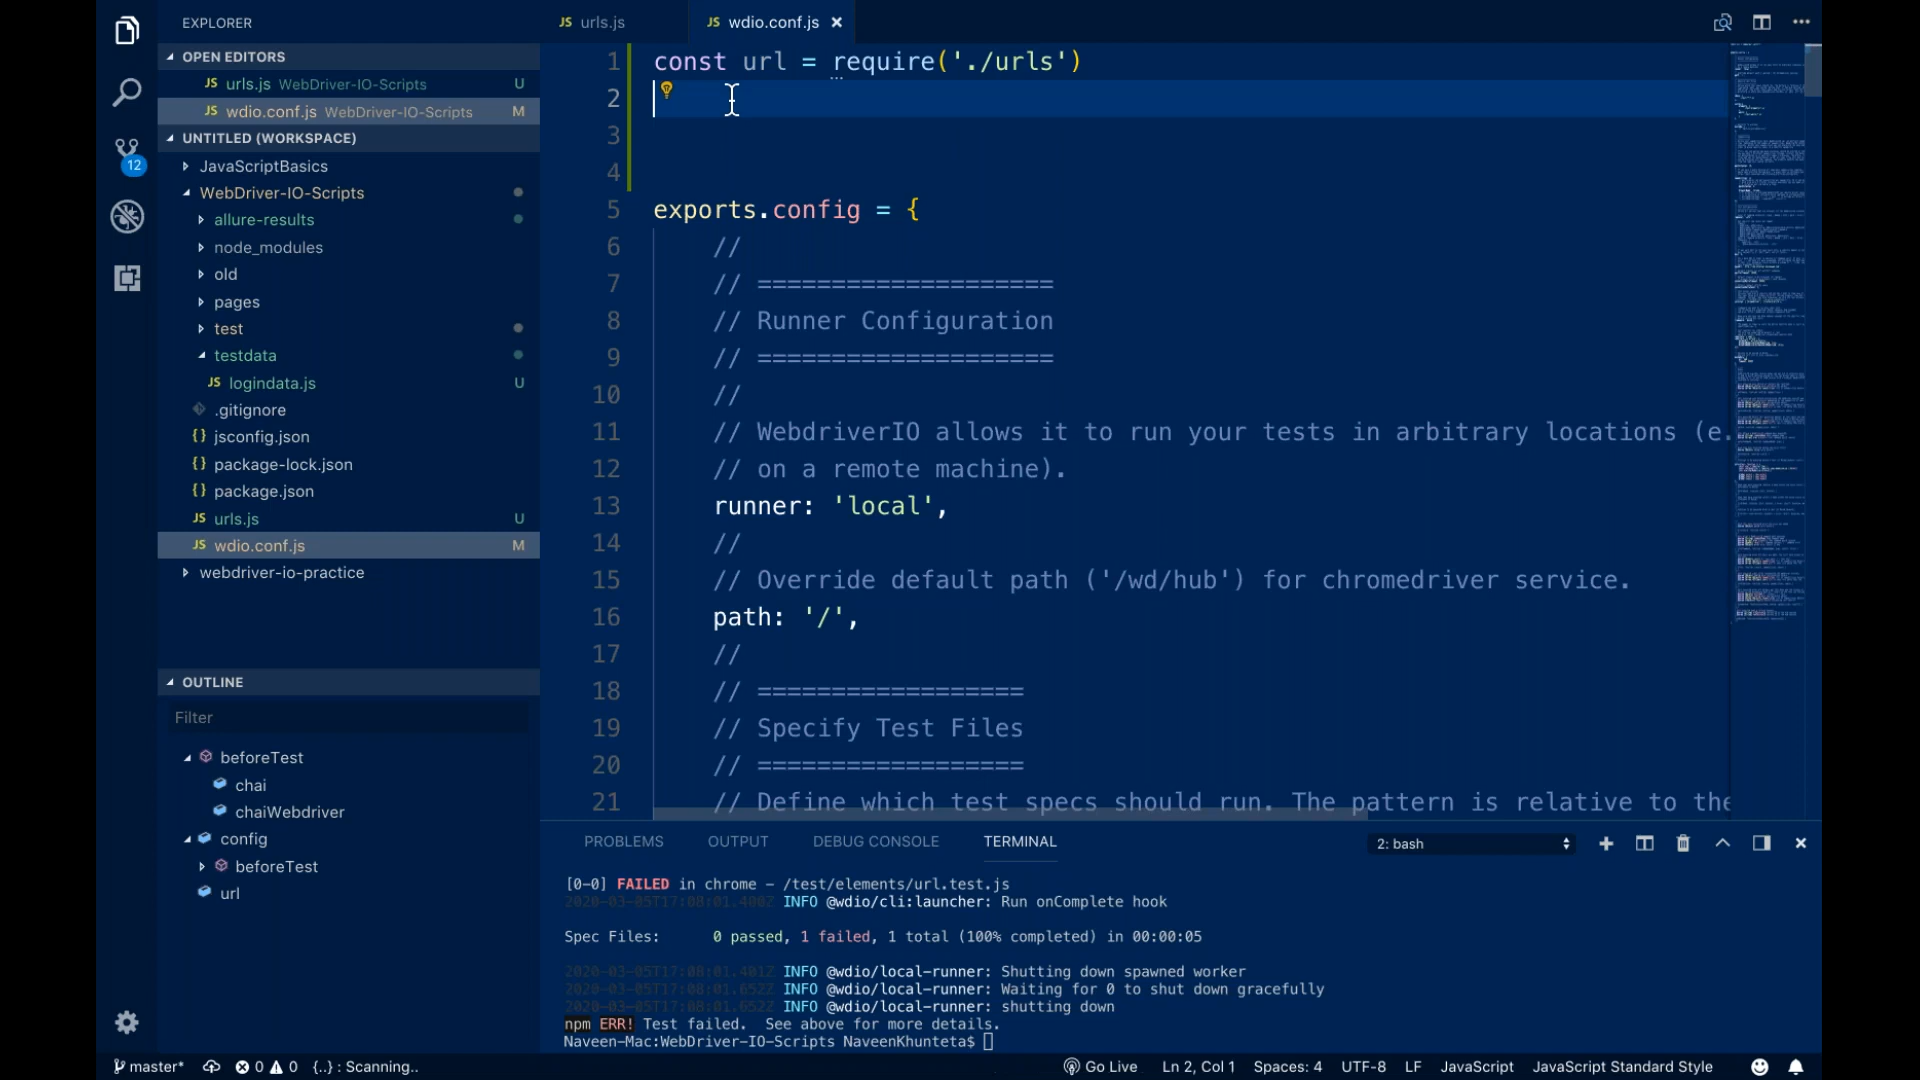 EXPLORER
OPEN EDITORS
JS urls.js WebDriver-IO-Scripts U
JS wdio.conf.js WebDriver-IO-Scripts M
UNTITLED (WORKSPACE)
12
JavaScriptBasics
WebDriver-IO-Scripts
allure-results
node_modules
old
pages
test
testdata
JS logindata.js U
.gitignore
{} jsconfig.json
{} package-lock.json
{} package.json
JS urls.js U
JS wdio.conf.js M
webdriver-io-practice
OUTLINE
Filter
beforeTest
chai
chaiWebdriver
config
beforeTest
url
JS urls.js
JS wdio.conf.js
1 const url = require('./urls')
2
3
4
5 exports.config = {
6 //
7 // ====================
8 // Runner Configuration
9 // ====================
10 //
11 // WebdriverIO allows it to run your tests in arbitrary locations (e.
12 // on a remote machine).
13 runner: 'local',
14 //
15 // Override default path ('/wd/hub') for chromedriver service.
16 path: '/',
17 //
18 // ==================
19 // Specify Test Files
20 // ==================
21 // Define which test specs should run. The pattern is relative to the
PROBLEMS OUTPUT DEBUG CONSOLE TERMINAL 2: bash
[0-0] FAILED in chrome - /test/elements/url.test.js
2020-03-05T17:08:01.400Z INFO @wdio/cli:launcher: Run onComplete hook
Spec Files: 0 passed, 1 failed, 1 total (100% completed) in 00:00:05
2020-03-05T17:08:01.401Z INFO @wdio/local-runner: Shutting down spawned worker
2020-03-05T17:08:01.652Z INFO @wdio/local-runner: Waiting for 0 to shut down gracefully
2020-03-05T17:08:01.652Z INFO @wdio/local-runner: shutting down
npm ERR! Test failed. See above for more details.
Naveen-Mac:WebDriver-IO-Scripts NaveenKhunteta$
master* 0 0 {..} : Scanning.. Go Live Ln 2, Col 1 Spaces: 4 UTF-8 LF JavaScript JavaScript Standard Style